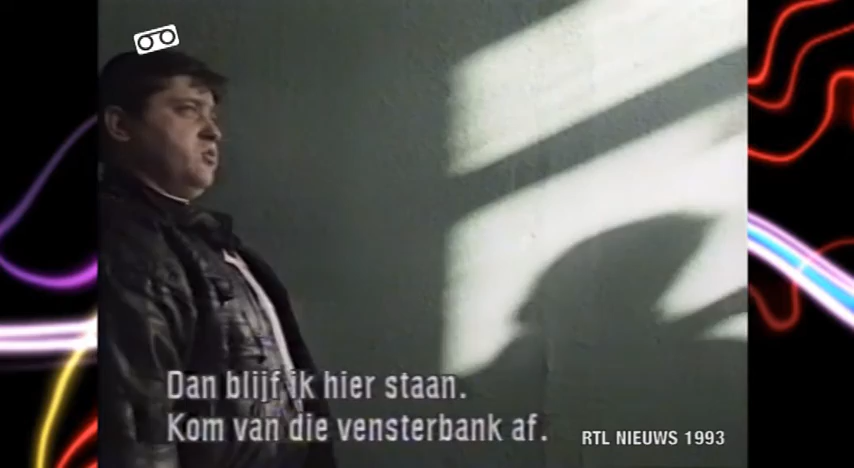 Dan blijf ik hier staan.
Kom van die vensterbank af.
RTL NIEUWS 1993